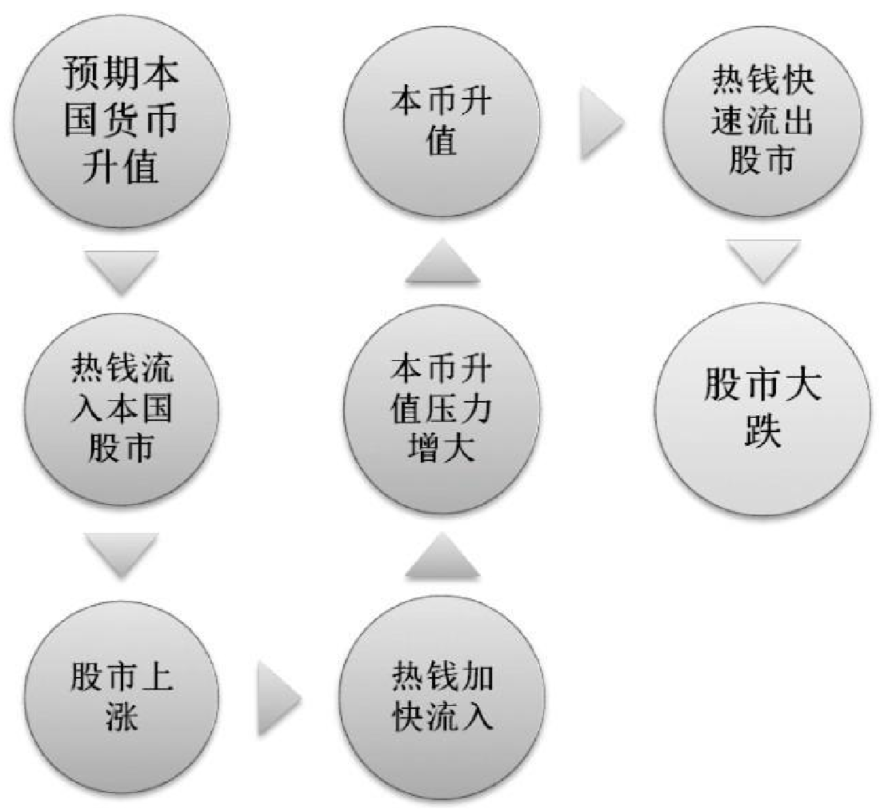 预期本
国货币
升值
热钱流
入本国
股市
股市上
涨
热钱加
快流入
本币升
值压力
增大
本币升
值
热钱快
速流出
股市
股市大
跌